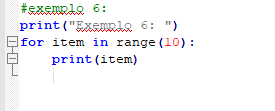 #exemplo 6:
print("Exemplo 6: ")
for item in range(10):
    print(item)